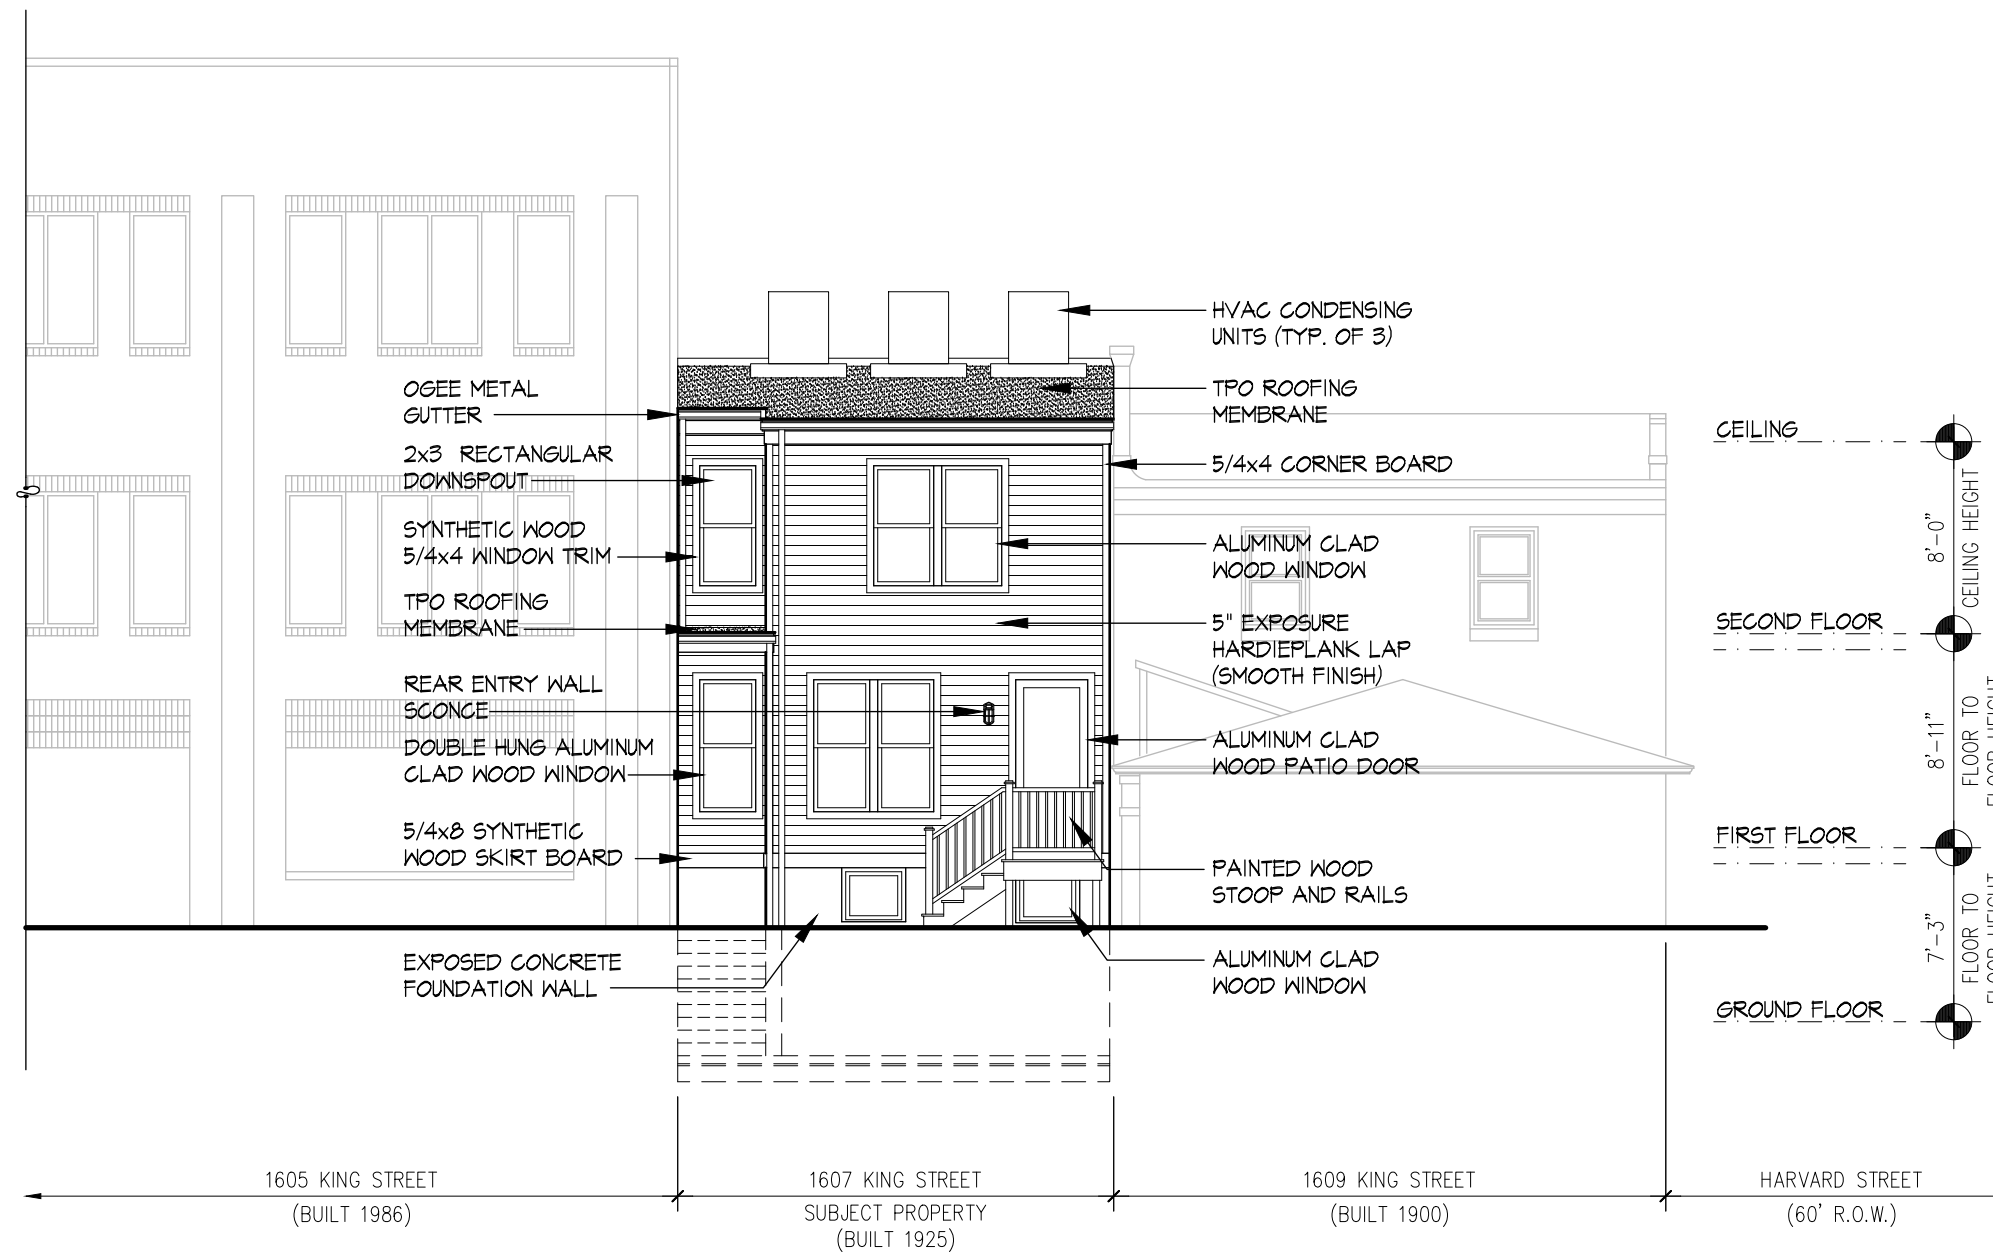 HVAC CONDENSING
UNITS (TYP. OF 3)
OGEE METAL
GUTTER
TPO ROOFING
MEMBRANE
2x3 RECTANGULAR
DOWNSPOUT
5/4x4 CORNER BOARD
SYNTHETIC WOOD
5/4x4 WINDOW TRIM
ALUMINUM CLAD
WOOD WINDOW
TPO ROOFING
MEMBRANE
5" EXPOSURE
HARDIEPLANK LAP
(SMOOTH FINISH)
REAR ENTRY WALL
SCONCE
DOUBLE HUNG ALUMINUM
CLAD WOOD WINDOW
ALUMINUM CLAD
WOOD PATIO DOOR
5/4x8 SYNTHETIC
WOOD SKIRT BOARD
PAINTED WOOD
STOOP AND RAILS
EXPOSED CONCRETE
FOUNDATION WALL
ALUMINUM CLAD
WOOD WINDOW
CEILING
8'-0"
CEILING HEIGHT
SECOND FLOOR
8'-11"
FLOOR TO
FLOOR HEIGHT
FIRST FLOOR
7'-3"
FLOOR TO
FLOOR HEIGHT
GROUND FLOOR
1605 KING STREET
(BUILT 1986)
1607 KING STREET
SUBJECT PROPERTY
(BUILT 1925)
1609 KING STREET
(BUILT 1900)
HARVARD STREET
(60' R.O.W.)